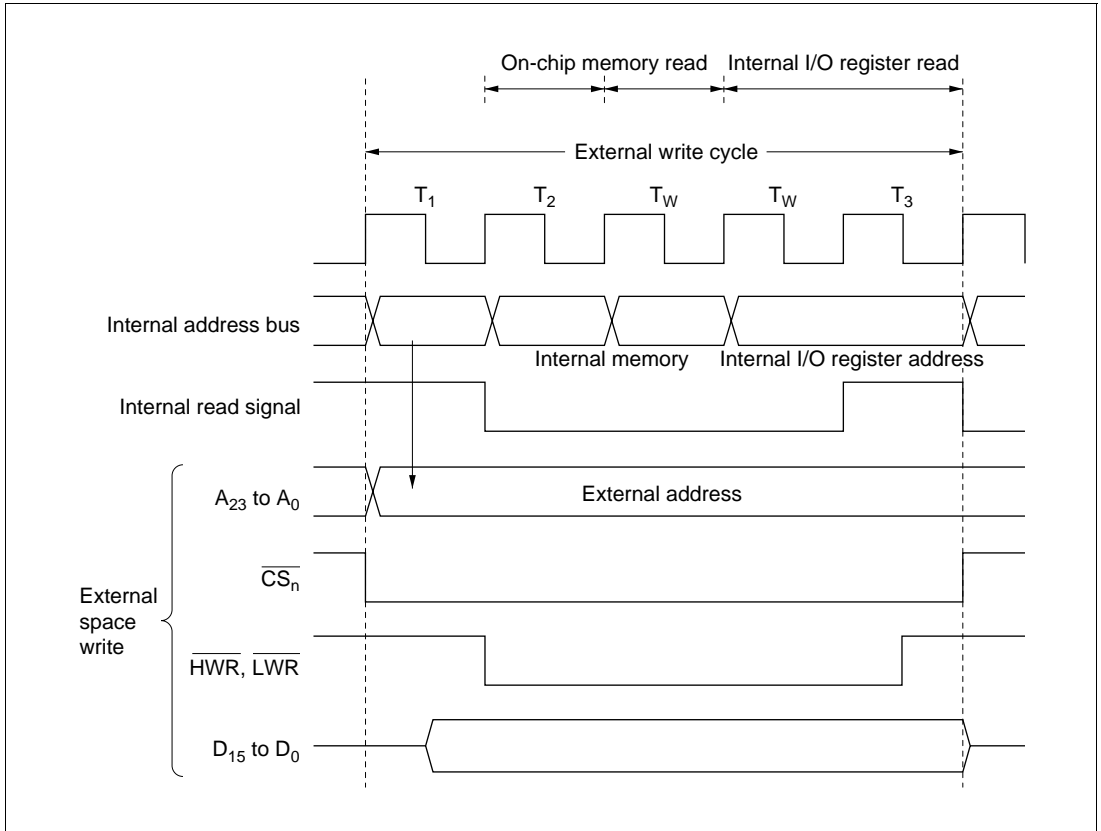 On-chip memory read Internal I/O register read
External write cycle
T1 T2 TW TW T3
Internal address bus
Internal memory Internal I/O register address
Internal read signal
A23 to A0 External address
CSn
External
space
write
HWR, LWR
D15 to D0